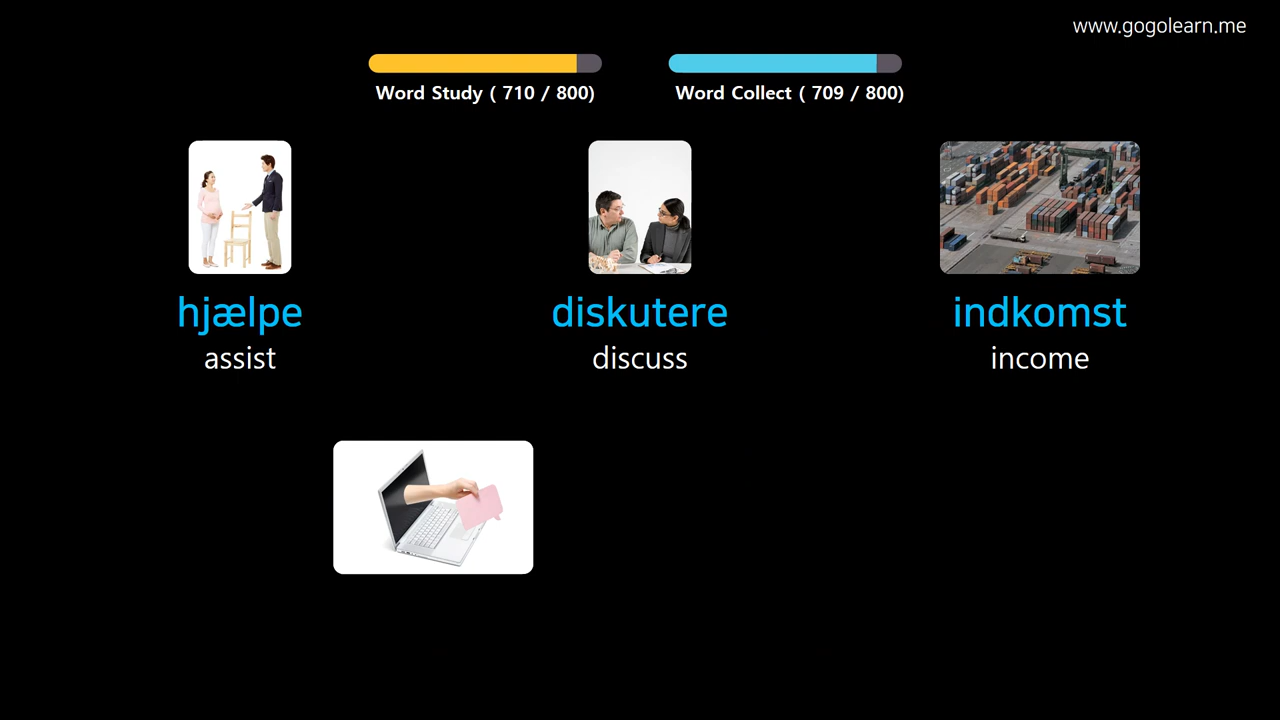 www.gogolearn.me
Word Study ( 710 / 800)
Word Collect ( 709 / 800)
hjælpe
assist
diskutere
discuss
indkomst
income